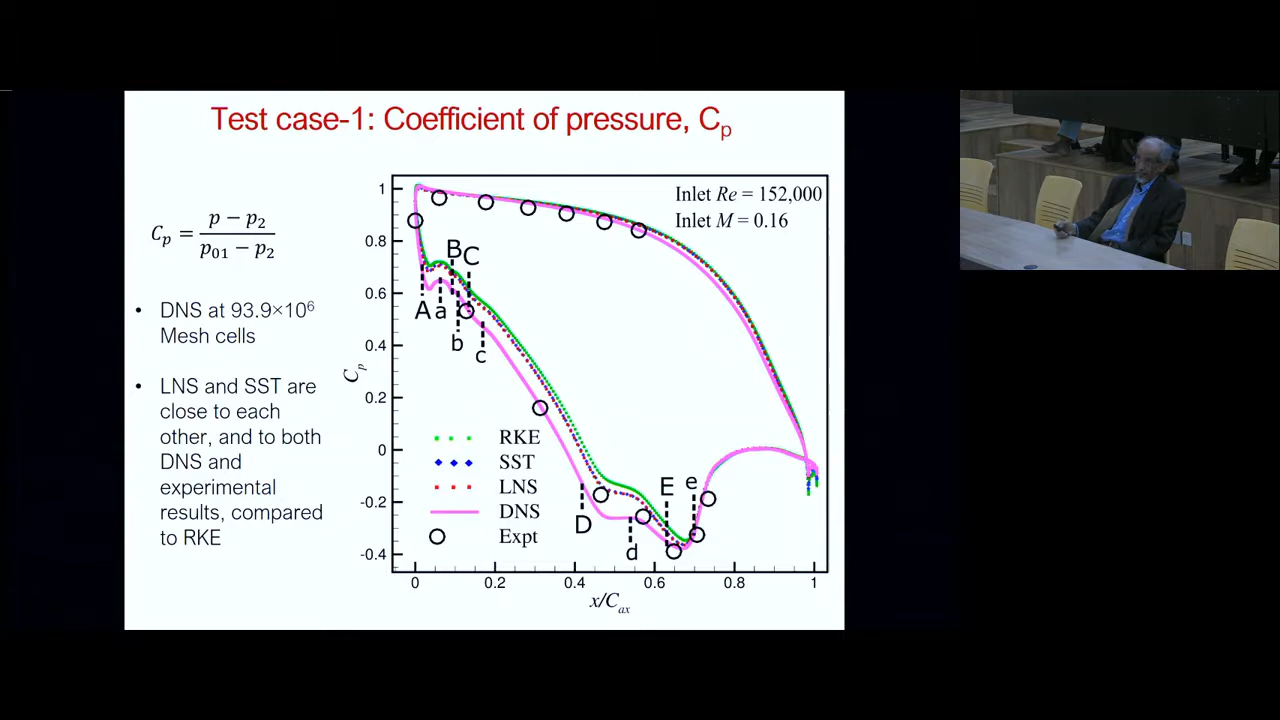 Test case-1: Coefficient of pressure, Cp
Cp = (p − p2) / (p01 − p2)
• DNS at 93.9×10⁶
Mesh cells
• LNS and SST are
close to each
other, and to both
DNS and
experimental
results, compared
to RKE
Inlet Re = 152,000
Inlet M = 0.16
Cp
1
0.8
0.6
0.4
0.2
0
-0.2
-0.4
B
C
A
a
b
c
D
d
E
e
RKE
SST
LNS
DNS
Expt
0
0.2
0.4
0.6
0.8
1
x/Cax